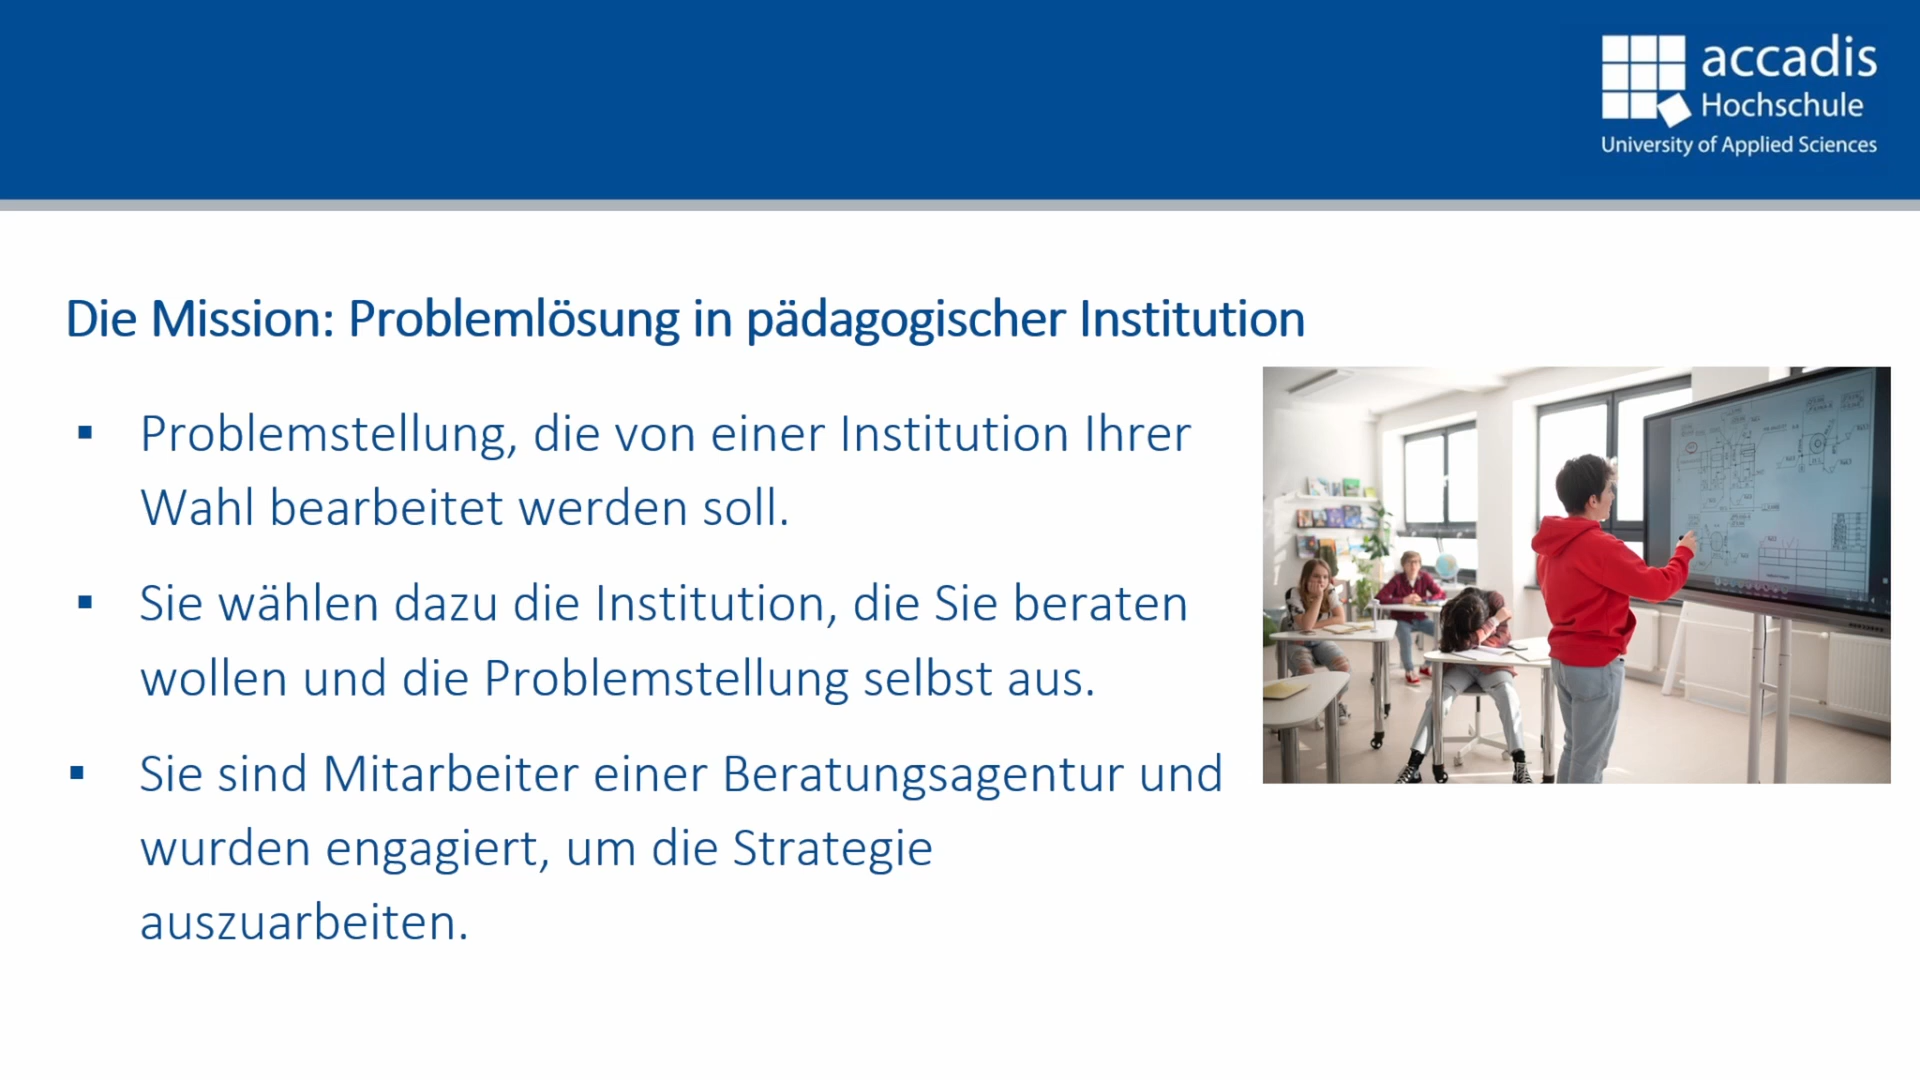 accadis
Hochschule
University of Applied Sciences
Die Mission: Problemlösung in pädagogischer Institution
▪ Problemstellung, die von einer Institution Ihrer
Wahl bearbeitet werden soll.
▪ Sie wählen dazu die Institution, die Sie beraten
wollen und die Problemstellung selbst aus.
▪ Sie sind Mitarbeiter einer Beratungsagentur und
wurden engagiert, um die Strategie
auszuarbeiten.